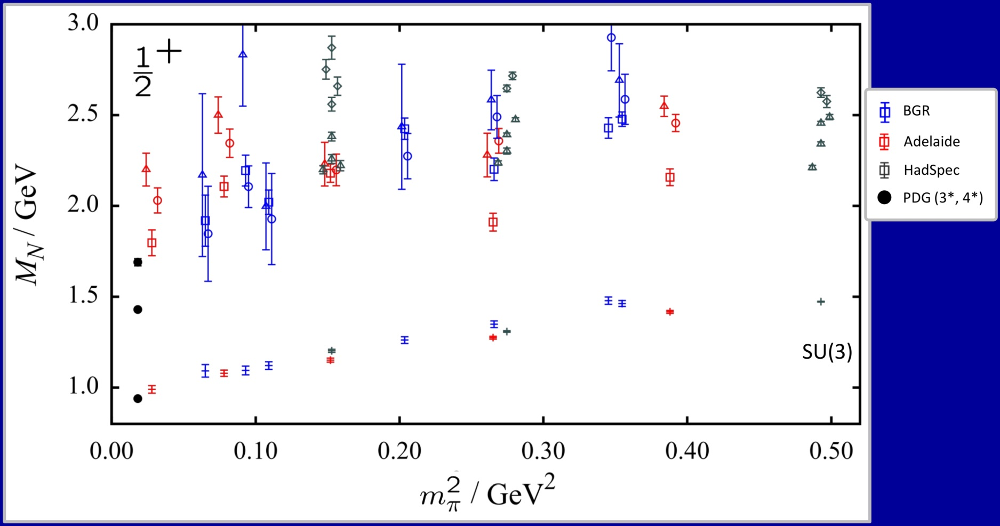 3.0
1/2 +
2.5
2.0
1.5
1.0
M_N / GeV
0.00 0.10 0.20 0.30 0.40 0.50
m_π^2 / GeV^2
SU(3)
BGR
Adelaide
HadSpec
PDG (3*, 4*)